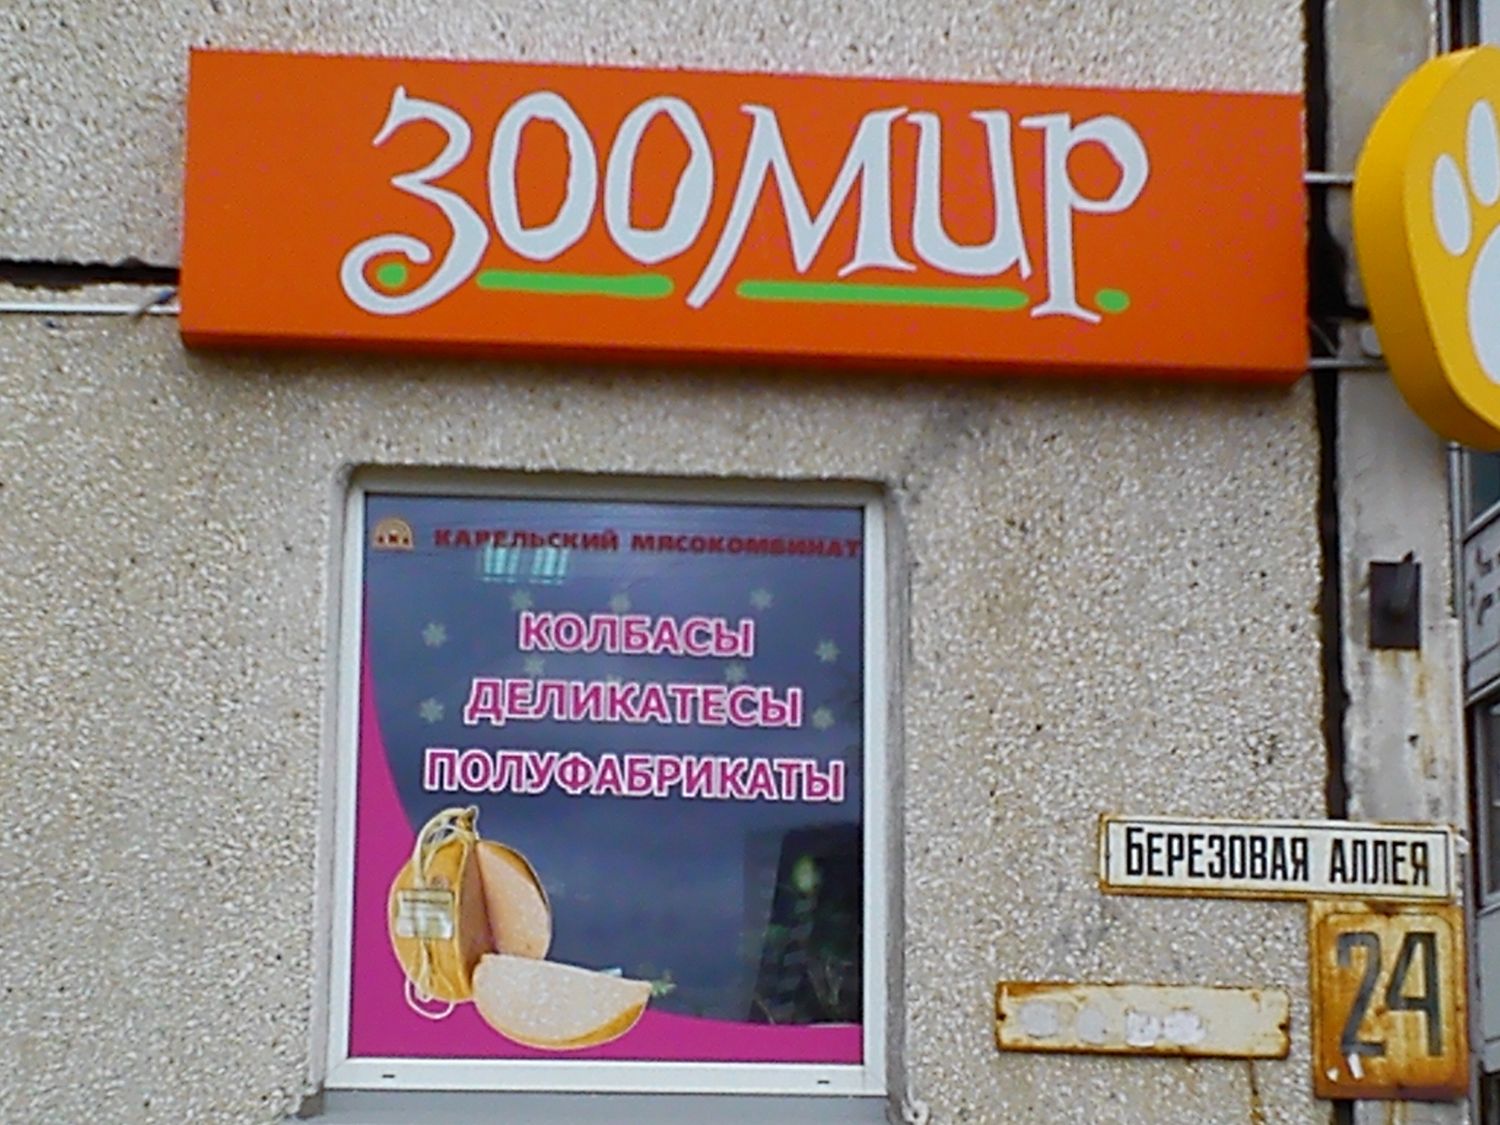 ЗООМИР
КАРЕЛЬСКИЙ МЯСОКОМБИНАТ
КОЛБАСЫ
ДЕЛИКАТЕСЫ
ПОЛУФАБРИКАТЫ
БЕРЕЗОВАЯ АЛЛЕЯ
24